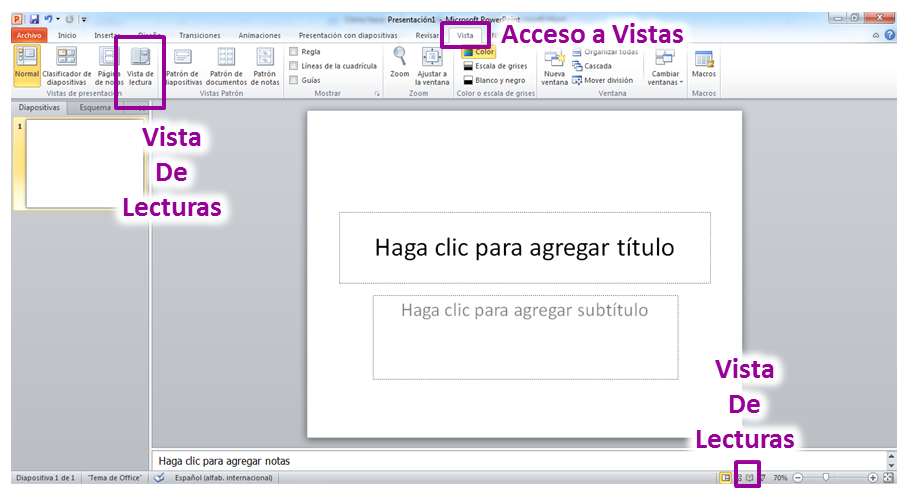 Presentación1 - Microsoft PowerPoint
Archivo Inicio Insertar Diseño Transiciones Animaciones Presentación con diapositivas Revisar Vista
Acceso a Vistas
Normal Clasificador de diapositivas Página de notas Vista de lectura
Patrón de diapositivas Patrón de documentos Patrón de notas
Regla
Líneas de la cuadrícula
Guías
Zoom Ajustar a la ventana
Color
Escala de grises
Blanco y negro
Nueva ventana
Organizar todas
Cascada
Mover división
Cambiar ventanas
Macros
Vistas de presentación Vistas Patrón Mostrar Zoom Color o escala de grises Ventana Macros
Diapositivas Esquema
1
Vista
De
Lecturas
Haga clic para agregar título
Haga clic para agregar subtítulo
Vista
De
Lecturas
Haga clic para agregar notas
Diapositiva 1 de 1 "Tema de Office" Español (alfab. internacional) 70%